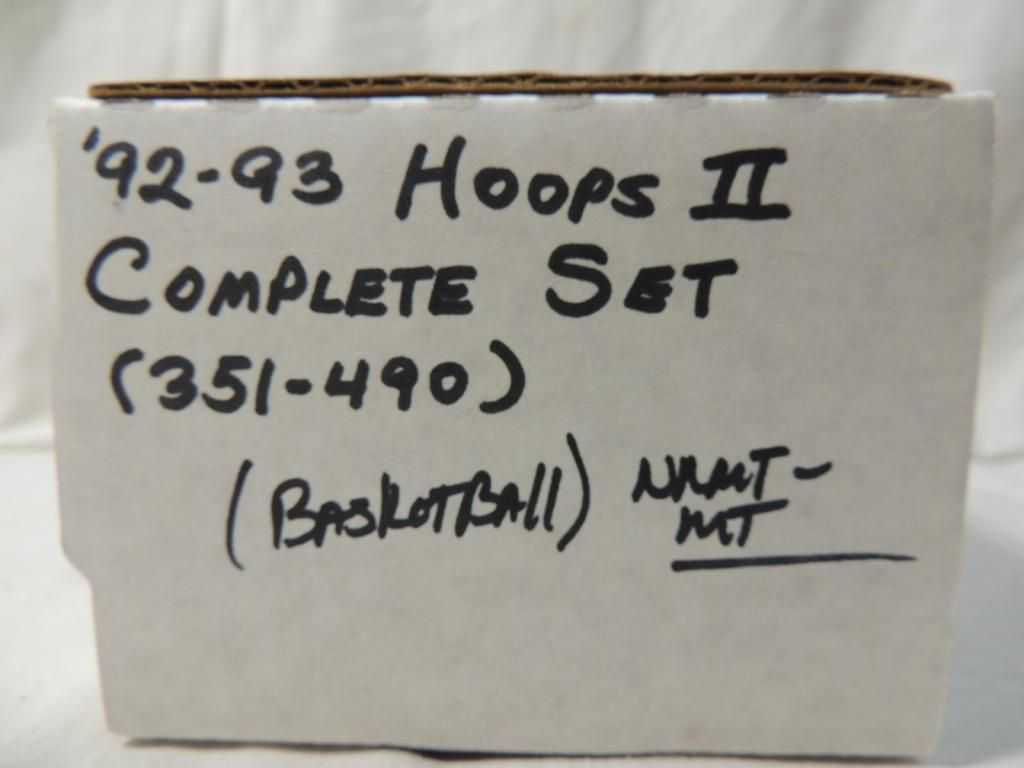 '92-93 HOOPS II
COMPLETE SET
(351-490)
(BASKETBAll) NRMT-
MT